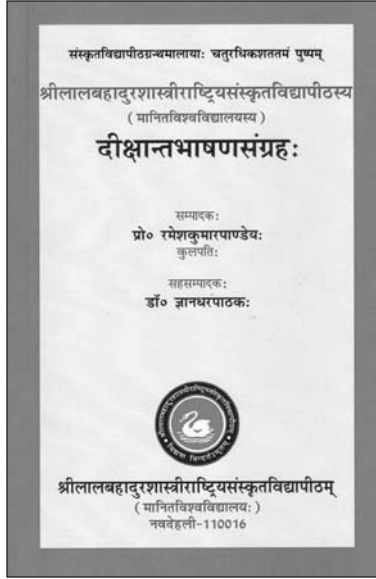 संस्कृतविद्यापीठग्रन्थमालायाः चतुरधिकशततमं पुष्पम्
श्रीलालबहादुरशास्त्रीराष्ट्रियसंस्कृतविद्यापीठस्य
( मानितविश्वविद्यालयस्य )
दीक्षान्तभाषणसंग्रहः
सम्पादकः
प्रो० रमेशकुमारपाण्डेयः
कुलपतिः
सहसम्पादकः
डॉ० ज्ञानधरपाठकः
श्रीलालबहादुरशास्त्रीराष्ट्रियसंस्कृतविद्यापीठम्
( मानितविश्वविद्यालयः )
नवदेहली-110016